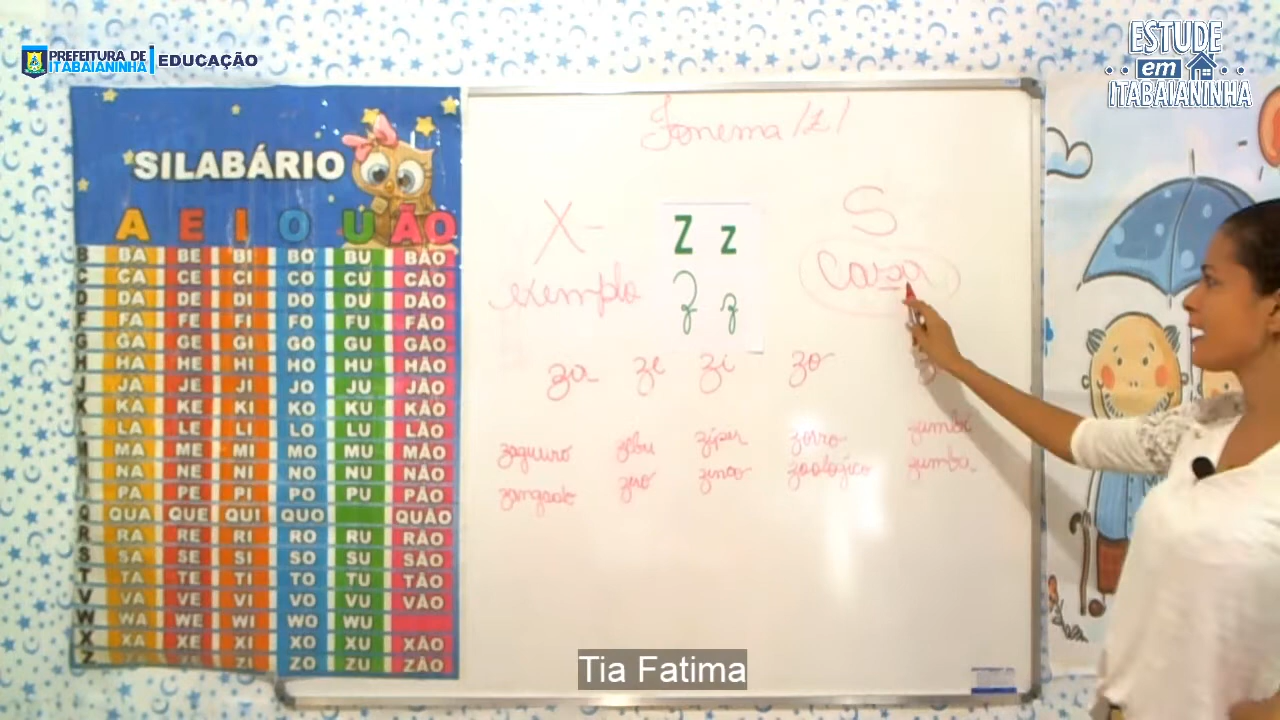 PREFEITURA DE
ITABAIANINHA
EDUCAÇÃO
ESTUDE
em
ITABAIANINHA
SILABÁRIO
A E I O U ÃO
B BA BE BI BO BU BÃO
C CA CE CI CO CU CÃO
D DA DE DI DO DU DÃO
F FA FE FI FO FU FÃO
G GA GE GI GO GU GÃO
H HA HE HI HO HU HÃO
J JA JE JI JO JU JÃO
K KA KE KI KO KU KÃO
L LA LE LI LO LU LÃO
M MA ME MI MO MU MÃO
N NA NE NI NO NU NÃO
P PA PE PI PO PU PÃO
Q QUA QUE QUI QUO QUÃO
R RA RE RI RO RU RÃO
S SA SE SI SO SU SÃO
T TA TE TI TO TU TÃO
V VA VE VI VO VU VÃO
W WA WE WI WO WU
X XA XE XI XO XU XÃO
Z ZA ZE ZI ZO ZU ZÃO
Fonema /z/
X- Z z S
exemplo z z casa
za ze zi zo
zagueiro zebu zíper zorro zumbi
zangado zero zinco zoológico zumba
Tia Fatima